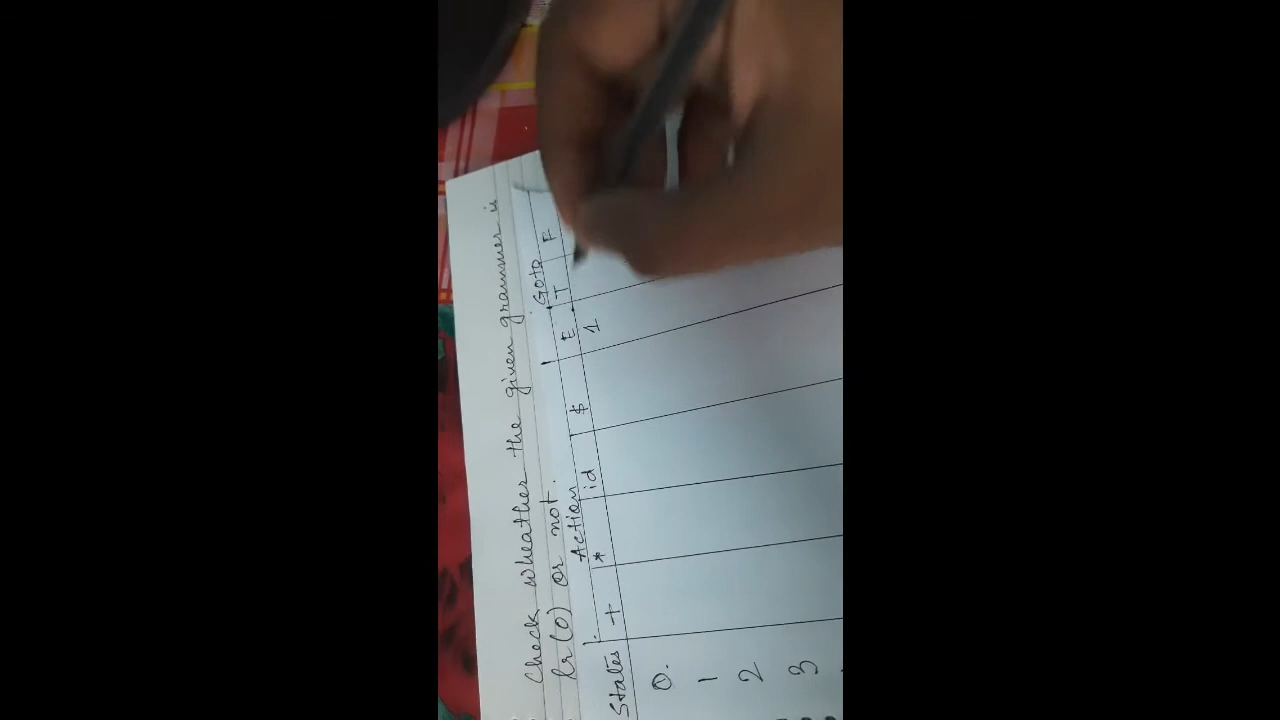 Check wheather the given grammer is
lr(0) or not.
Action Goto
States + * id $ E T F
0. 1
1
2
3